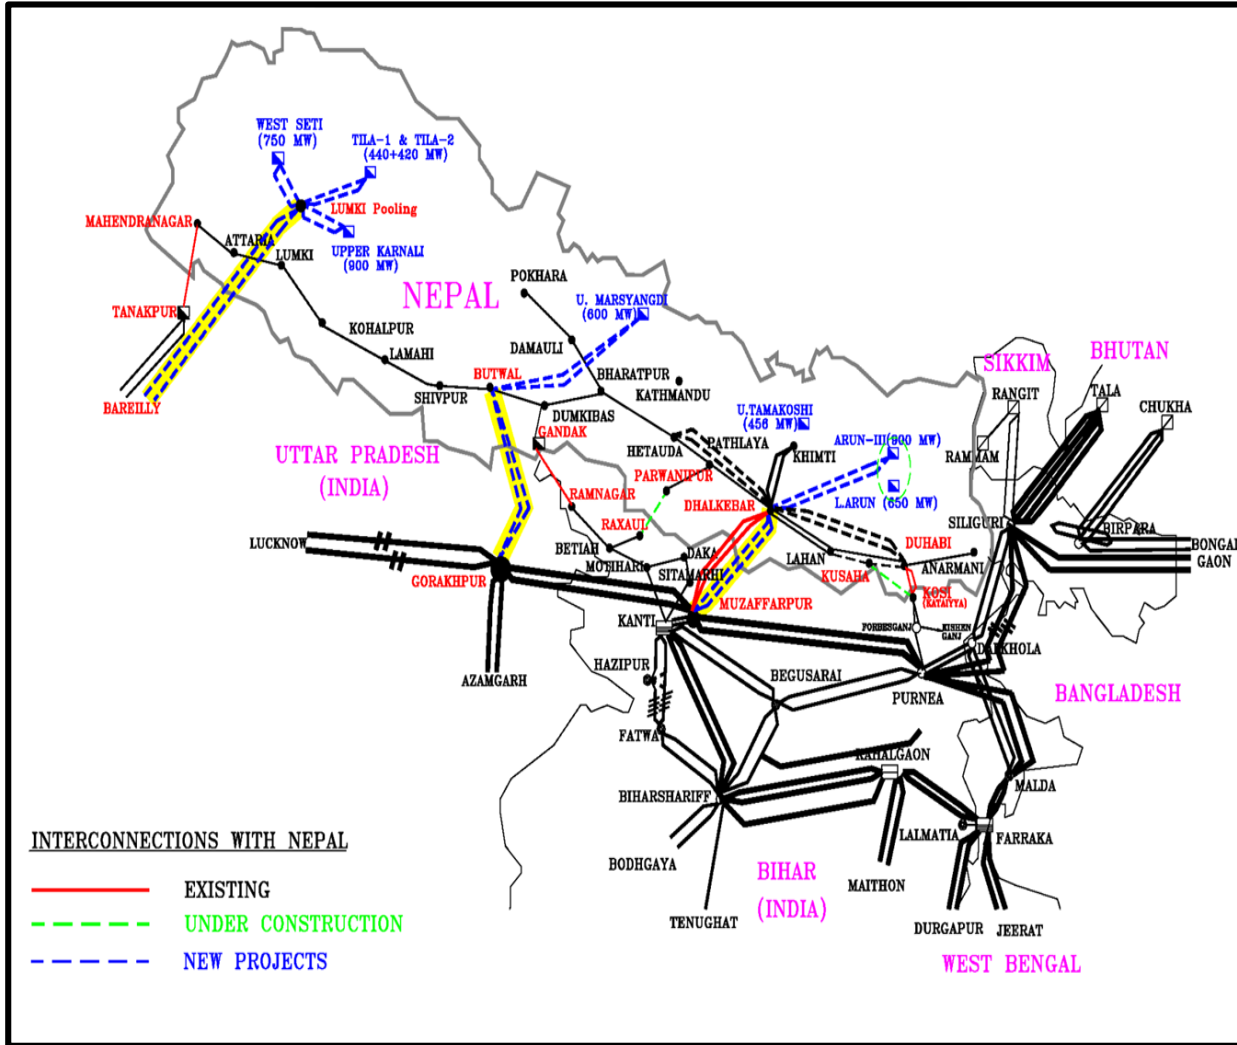 WEST SETI
(750 MW)
TILA-1 & TILA-2
(440+420 MW)
MAHENDRANAGAR
LUMKI Pooling
ATTARIA
LUMKI
UPPER KARNALI
(900 MW)
POKHARA
NEPAL
U. MARSYANGDI
(600 MW)
TANAKPUR
KOHALPUR
DAMAULI
LAMAHI
SIKKIM
BHUTAN
BUTWAL
BHARATPUR
SHIVPUR
KATHMANDU
RANGIT
TALA
CHUKHA
BAREILLY
DUMKIBAS
U.TAMAKOSHI
(456 MW)
GANDAK
PATHLAYA
ARUN-III(900 MW)
HETAUDA
KHIMTI
RAMMAM
UTTAR PRADESH
(INDIA)
PARWANIPUR
RAMNAGAR
DHALKEBAR
L.ARUN (650 MW)
RAXAUL
SILIGURI
BIRPARA
LUCKNOW
BETIAH
DAKA
LAHAN
DUHABI
BONGAI
GAON
MOTIHARI
SITAMARHI
KUSAHA
ANARMANI
GORAKHPUR
MUZAFFARPUR
KOSI
(KATAIYYA)
KANTI
FORBESGANJ
KISHEN
GANJ
DALKHOLA
HAZIPUR
AZAMGARH
BEGUSARAI
PURNEA
BANGLADESH
FATWA
KAHALGAON
MALDA
BIHARSHARIFF
LALMATIA
FARRAKA
INTERCONNECTIONS WITH NEPAL
BODHGAYA
BIHAR
(INDIA)
MAITHON
EXISTING
TENUGHAT
DURGAPUR
JEERAT
UNDER CONSTRUCTION
NEW PROJECTS
WEST BENGAL